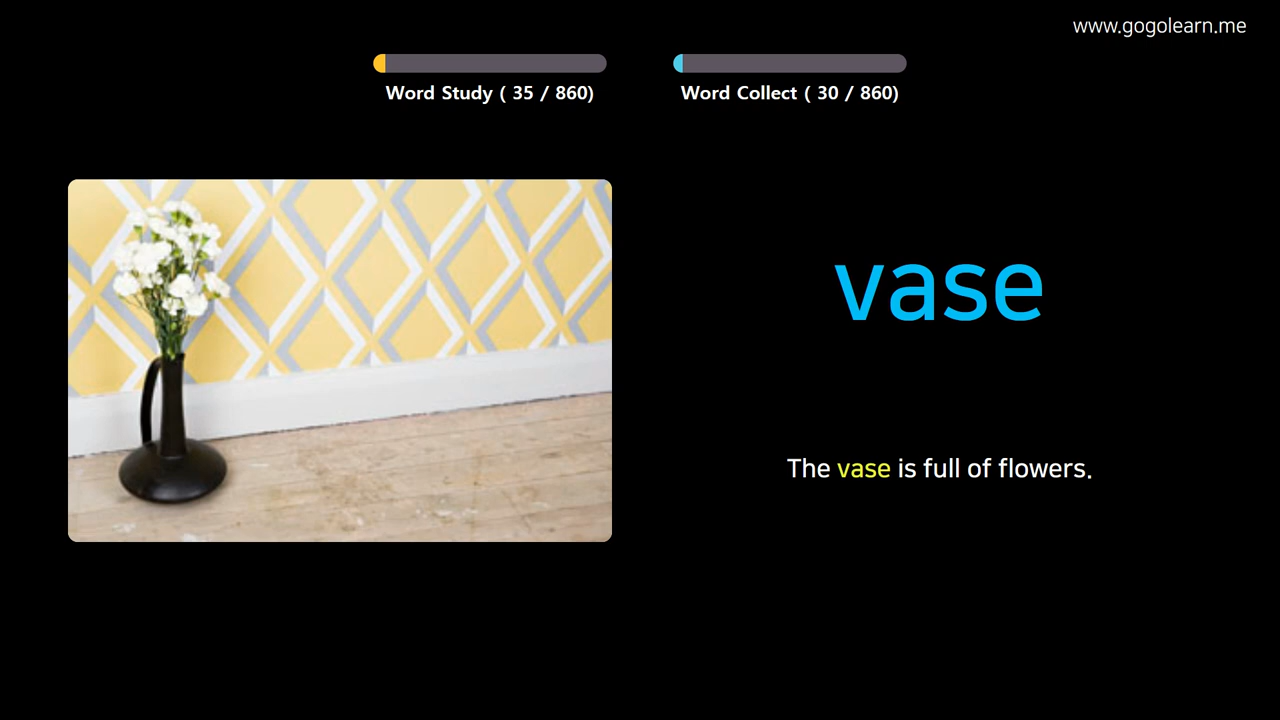 www.gogolearn.me
Word Study ( 35 / 860)
Word Collect ( 30 / 860)
vase
The vase is full of flowers.